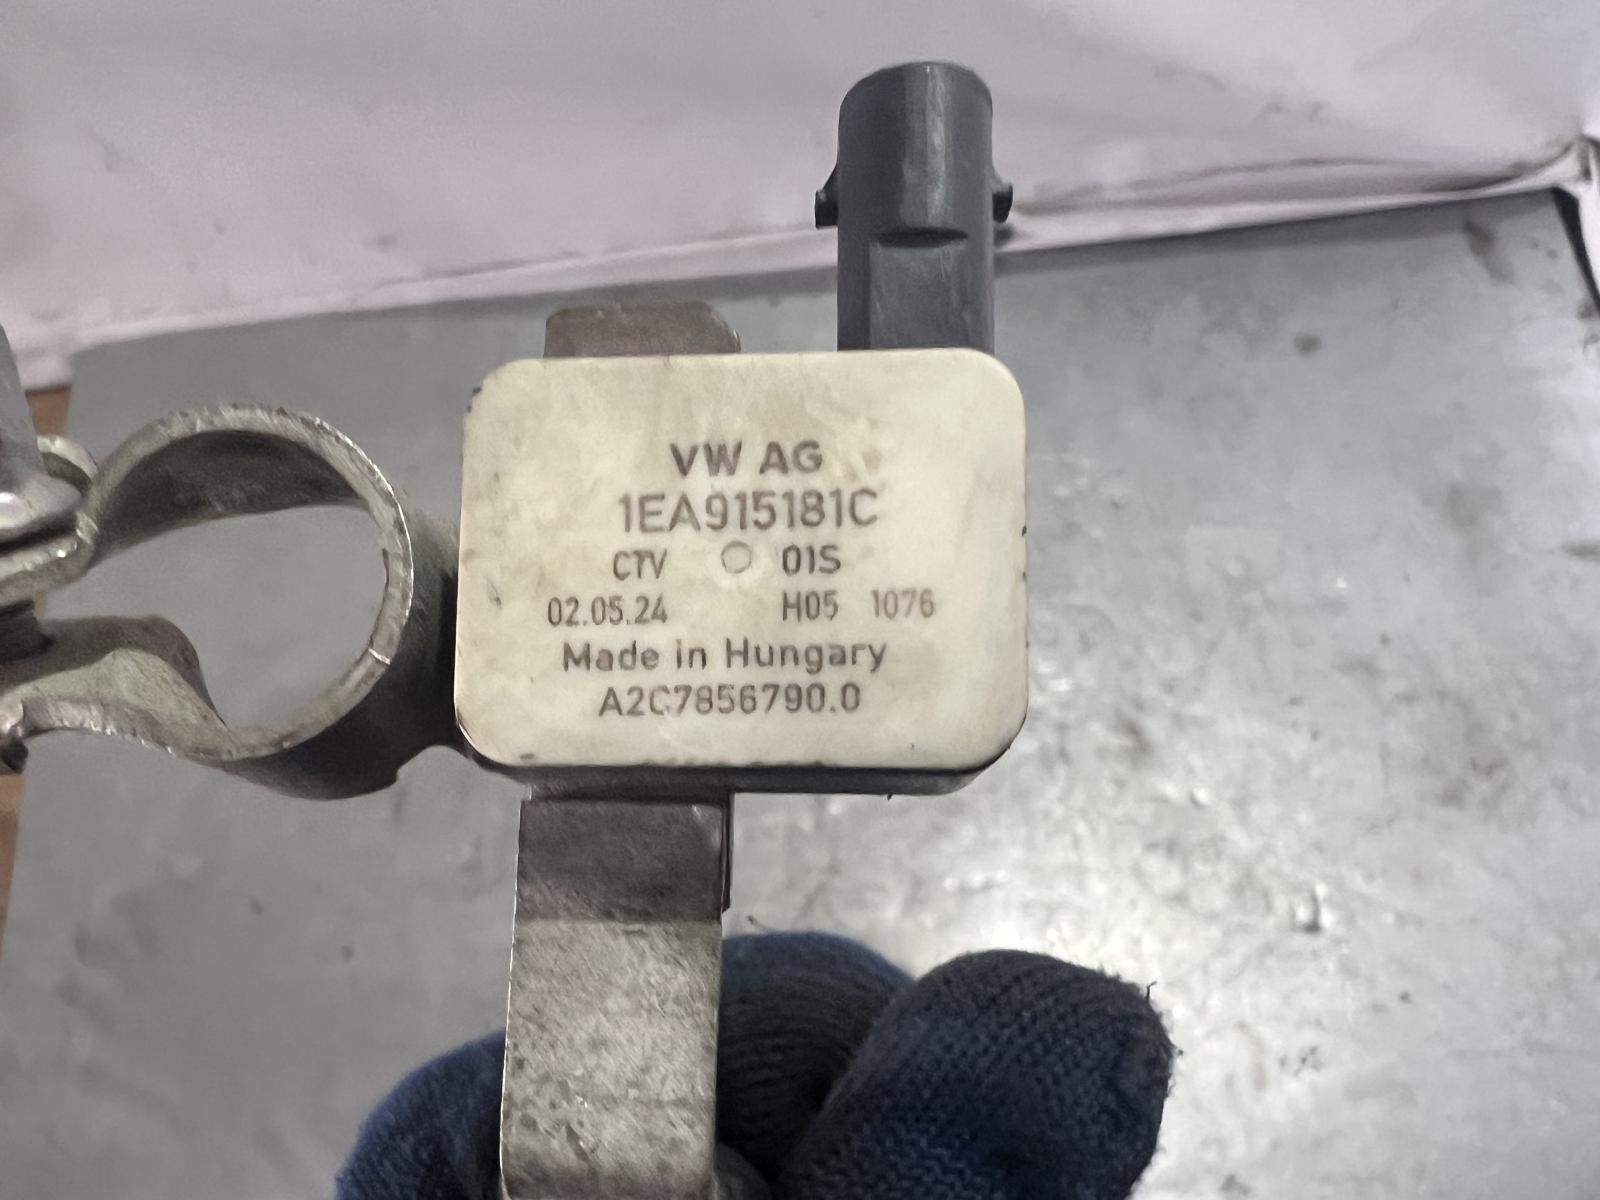 VW AG
1EA915181C
CTV 01S
02.05.24 H05 1076
Made in Hungary
A2C7856790.0